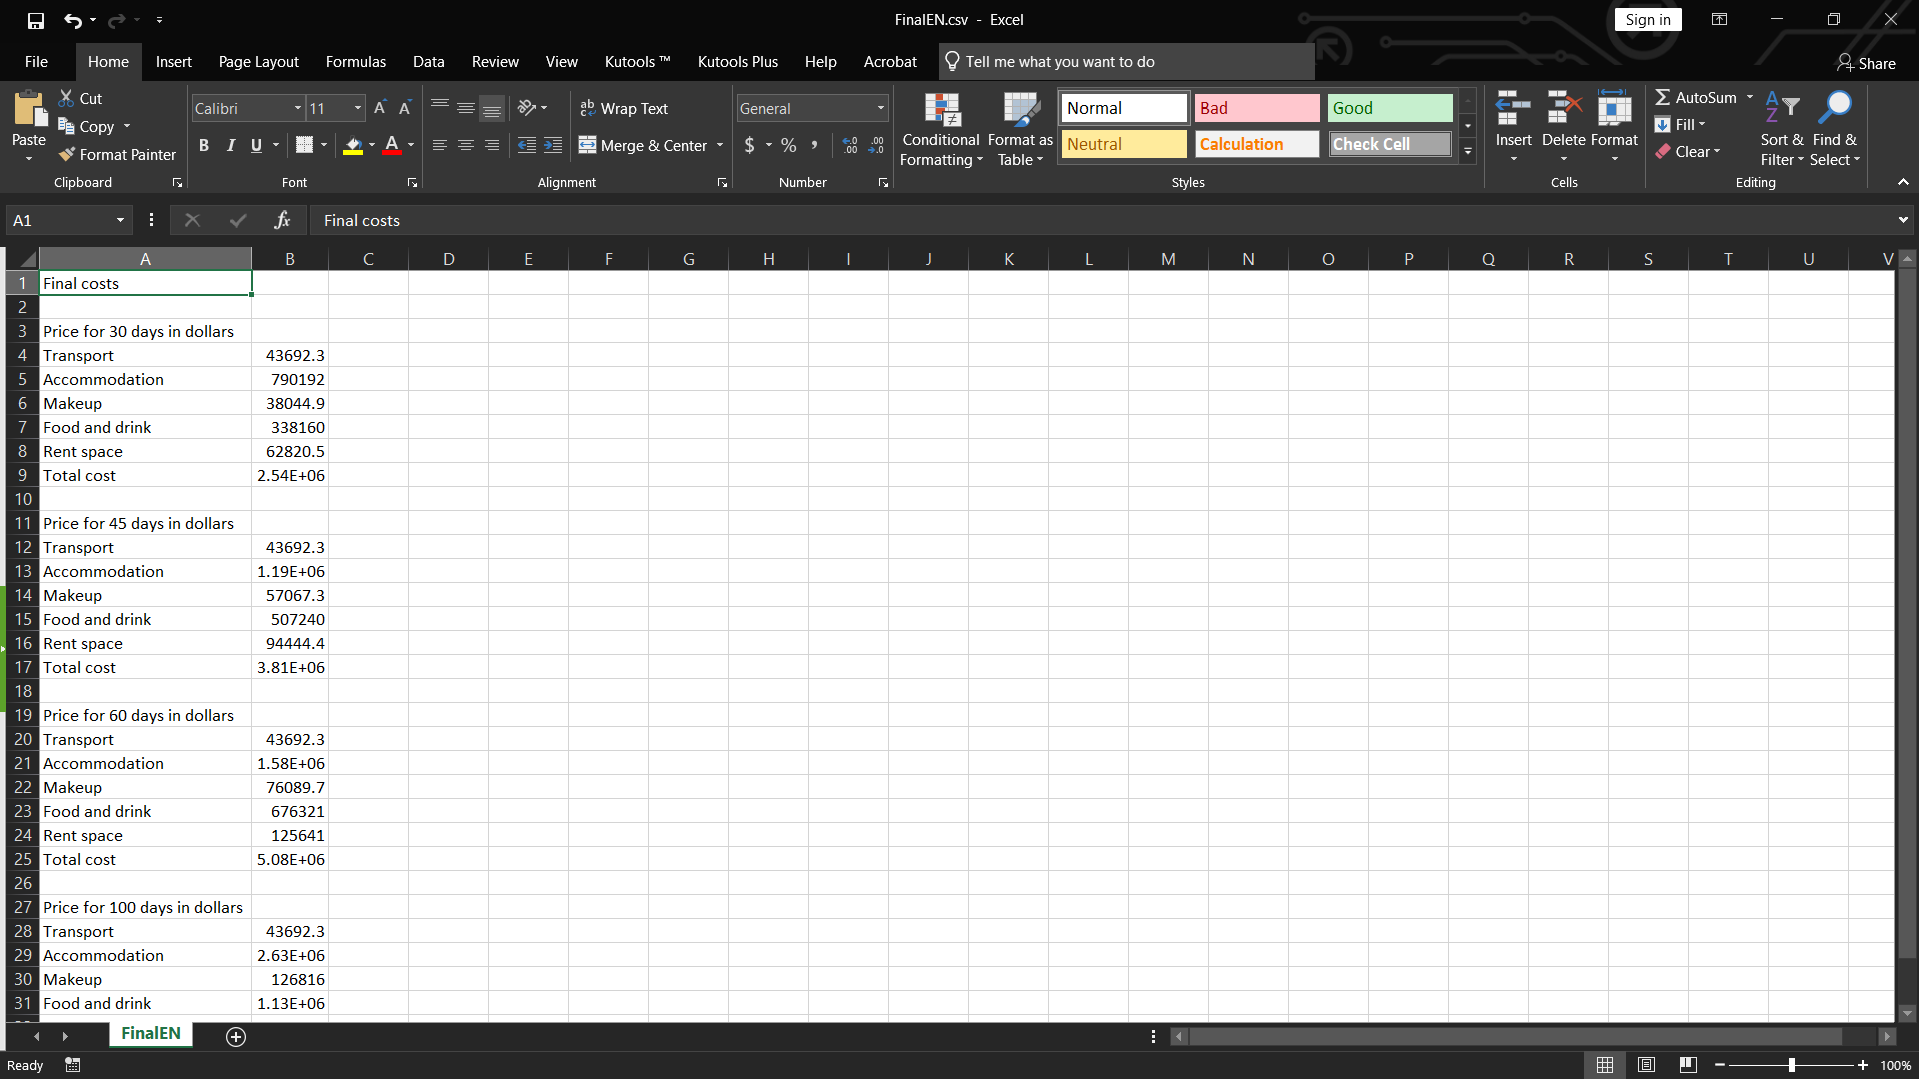 FinalEN.csv - Excel
Sign in
File Home Insert Page Layout Formulas Data Review View Kutools ™ Kutools Plus Help Acrobat Tell me what you want to do Share
Paste
Cut
Copy
Format Painter
Clipboard
Calibri 11
B I U
Font
Wrap Text
Merge & Center
Alignment
General
$ % ,
Number
Conditional Formatting
Format as Table
Normal Bad Good
Neutral Calculation Check Cell
Styles
Insert Delete Format
Cells
AutoSum
Fill
Clear
Sort & Filter
Find & Select
Editing
A1 fx Final costs
A B C D E F G H I J K L M N O P Q R S T U V
1 Final costs
2
3 Price for 30 days in dollars
4 Transport 43692.3
5 Accommodation 790192
6 Makeup 38044.9
7 Food and drink 338160
8 Rent space 62820.5
9 Total cost 2.54E+06
10
11 Price for 45 days in dollars
12 Transport 43692.3
13 Accommodation 1.19E+06
14 Makeup 57067.3
15 Food and drink 507240
16 Rent space 94444.4
17 Total cost 3.81E+06
18
19 Price for 60 days in dollars
20 Transport 43692.3
21 Accommodation 1.58E+06
22 Makeup 76089.7
23 Food and drink 676321
24 Rent space 125641
25 Total cost 5.08E+06
26
27 Price for 100 days in dollars
28 Transport 43692.3
29 Accommodation 2.63E+06
30 Makeup 126816
31 Food and drink 1.13E+06
FinalEN
Ready 100%